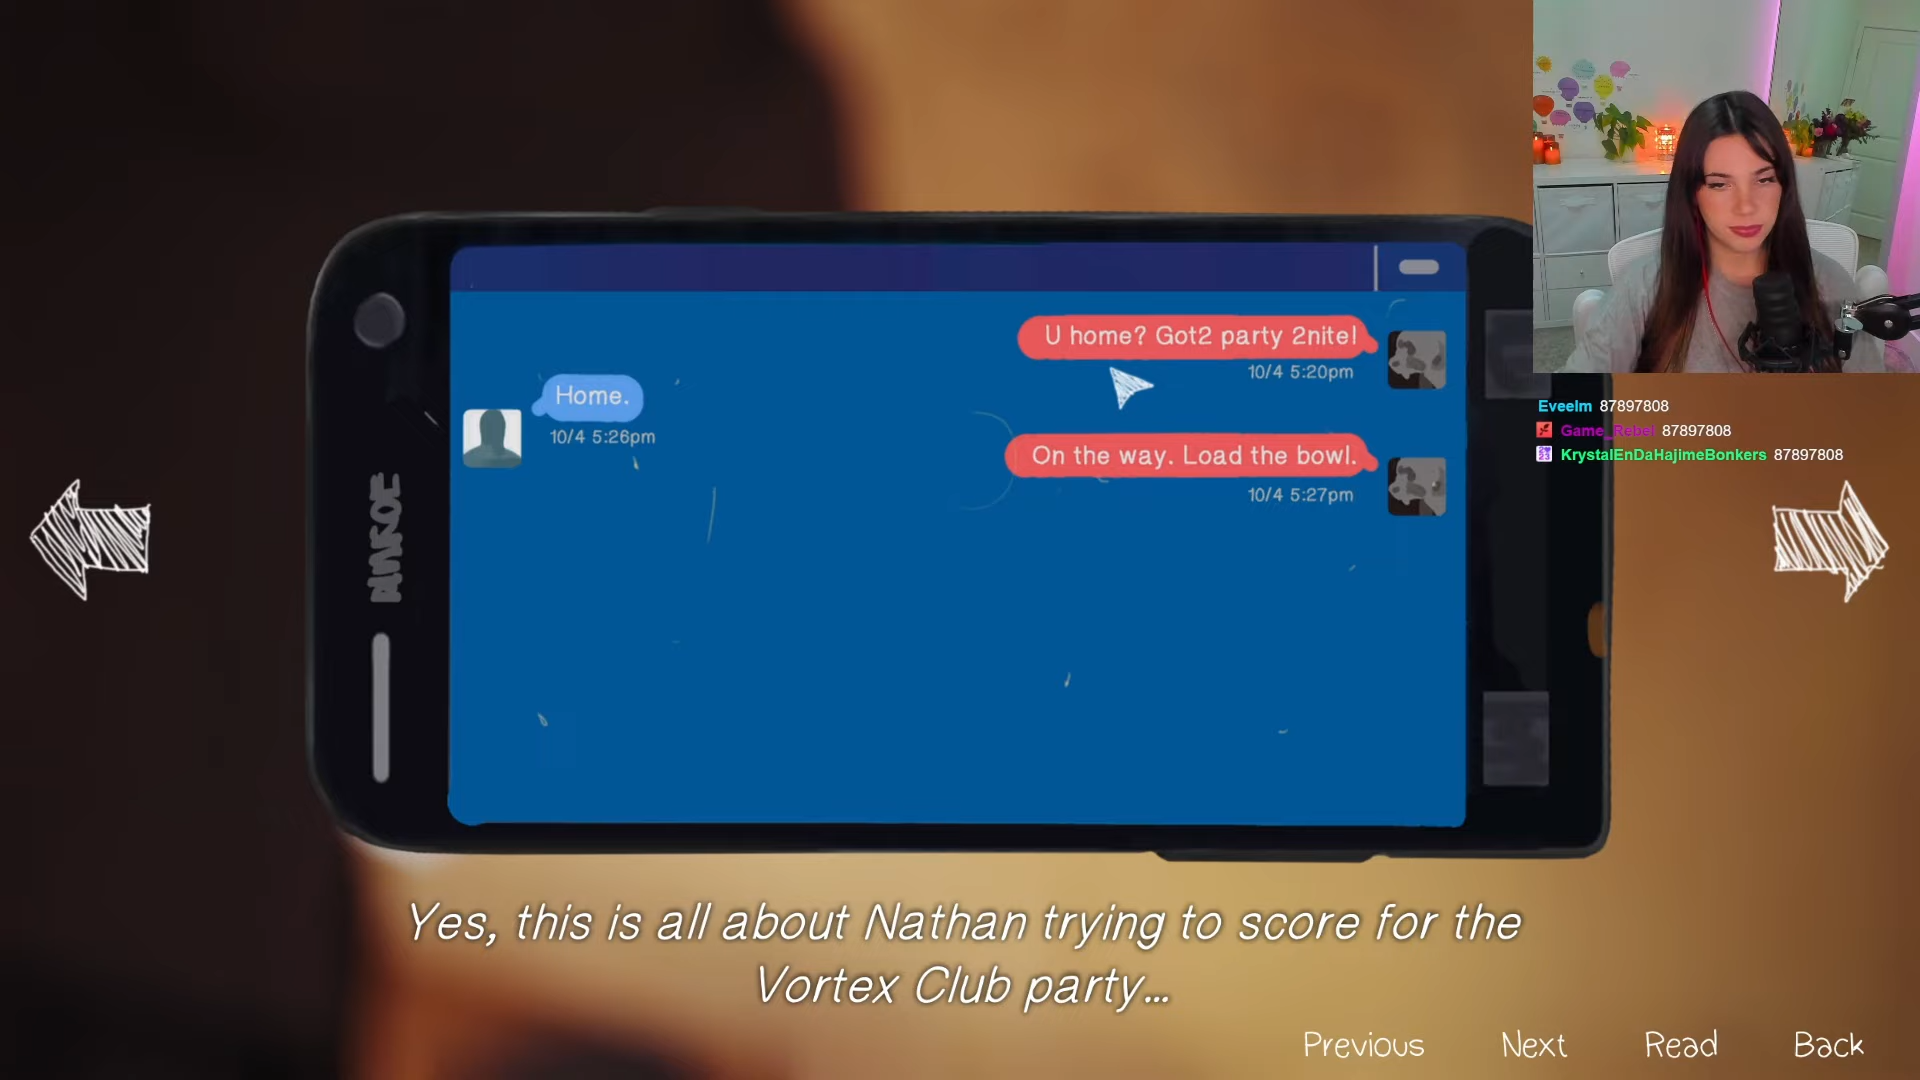 U home? Got2 party 2nite!
10/4 5:20pm
Home.
10/4 5:26pm
On the way. Load the bowl.
10/4 5:27pm
Eveelm 87897808
Game_Rebel 87897808
KrystalEnDaHajimeBonkers 87897808
Yes, this is all about Nathan trying to score for the
Vortex Club party...
Previous Next Read Back